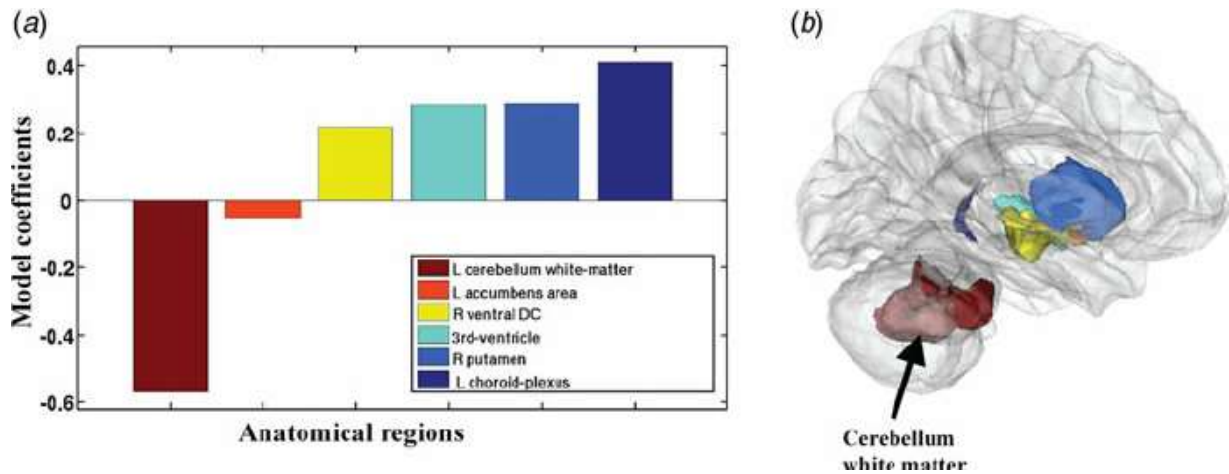 (a)
(b)
Model coefficients
0.4
0.2
0
-0.2
-0.4
-0.6
L cerebellum white-matter
L accumbens area
R ventral DC
3rd-ventricle
R putamen
L choroid-plexus
Anatomical regions
Cerebellum
white matter